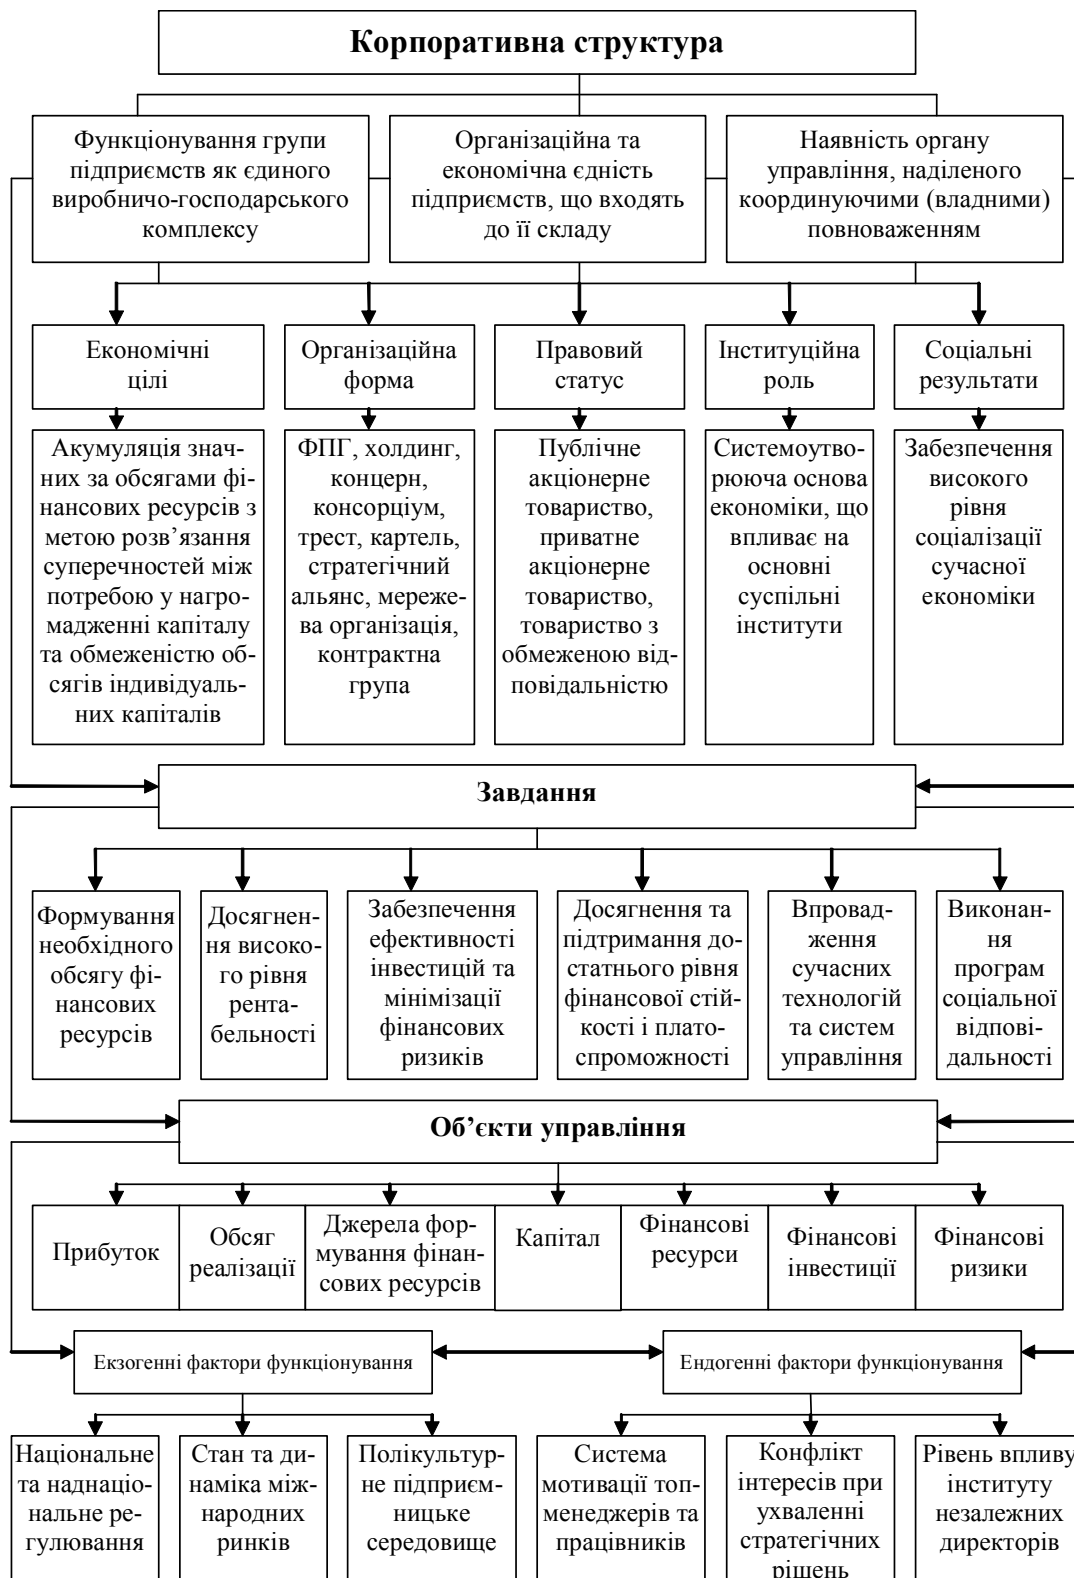 Корпоративна структура
Функціонування групи
підприємств як єдиного
виробничо-господарського
комплексу
Організаційна та
економічна єдність
підприємств, що входять
до її складу
Наявність органу
управління, наділеного
координуючими (владними)
повноваженням
Економічні
цілі
Організаційна
форма
Правовий
статус
Інституційна
роль
Соціальні
результати
Акумуляція знач-
них за обсягами фі-
нансових ресурсів з
метою розв’язання
суперечностей між
потребою у нагро-
мадженні капіталу
та обмеженістю об-
сягів індивідуаль-
них капіталів
ФПГ, холдинг,
концерн,
консорціум,
трест, картель,
стратегічний
альянс, мереже-
ва організація,
контрактна
група
Публічне
акціонерне
товариство,
приватне
акціонерне
товариство,
товариство з
обмеженою від-
повідальністю
Системоутво-
рююча основа
економіки, що
впливає на
основні
суспільні
інститути
Забезпечення
високого
рівня
соціалізації
сучасної
економіки
Завдання
Формування
необхідного
обсягу фі-
нансових
ресурсів
Досягнен-
ня високо-
го рівня
рента-
бельності
Забезпечення
ефективності
інвестицій та
мінімізації
фінансових
ризиків
Досягнення та
підтримання до-
статнього рівня
фінансової стій-
кості і плато-
спроможності
Впровад-
ження
сучасних
технологій
та систем
управління
Виконан-
ня
програм
соціальної
відпові-
дальності
Об’єкти управління
Прибуток
Обсяг
реалізації
Джерела фор-
мування фінан-
сових ресурсів
Капітал
Фінансові
ресурси
Фінансові
інвестиції
Фінансові
ризики
Екзогенні фактори функціонування
Ендогенні фактори функціонування
Національне
та наднаціо-
нальне ре-
гулювання
Стан та ди-
наміка між-
народних
ринків
Полікультур-
не підприєм-
ницьке
середовище
Система
мотивації топ-
менеджерів та
працівників
Конфлікт
інтересів при
ухваленні
стратегічних
рішень
Рівень впливу
інституту
незалежних
директорів